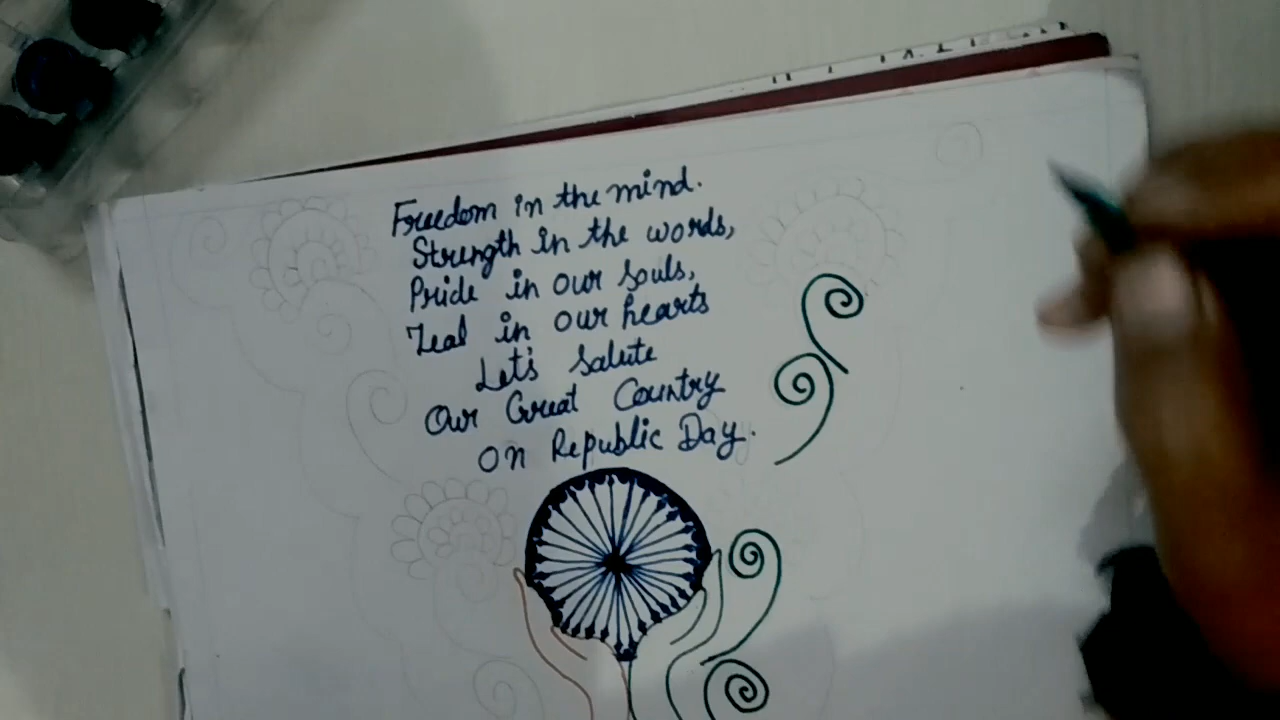 Freedom in the mind.
Strength in the words,
Pride in our souls,
Zeal in our hearts
Let's Salute
Our Great Country
On Republic Day.